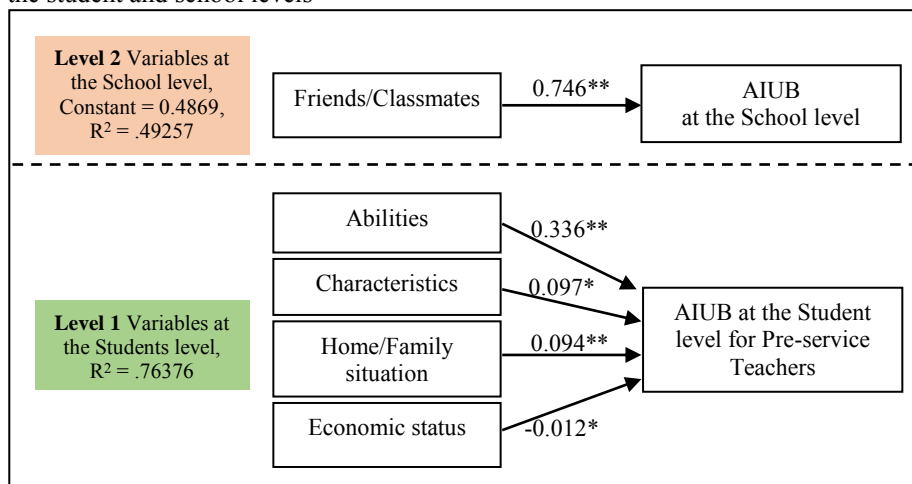 the student and school levels
Level 2 Variables at
the School level,
Constant = 0.4869,
R² = .49257
Friends/Classmates
0.746**
AIUB
at the School level
Level 1 Variables at
the Students level,
R² = .76376
Abilities
0.336**
Characteristics
0.097*
Home/Family
situation
0.094**
Economic status
-0.012*
AIUB at the Student
level for Pre-service
Teachers